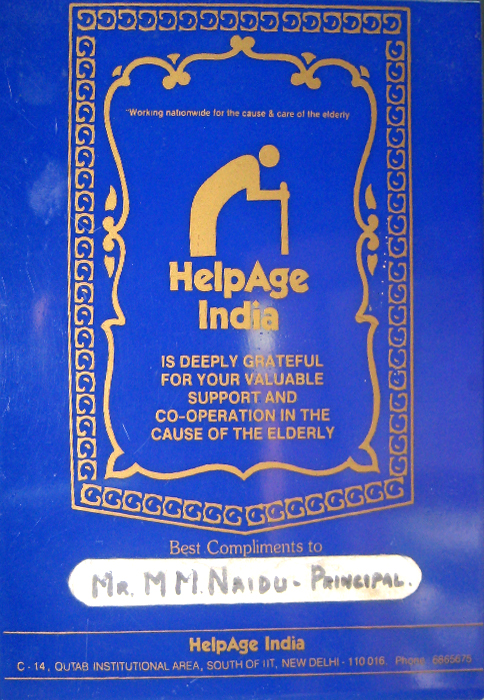 "Working nationwide for the cause & care of the elderly
HelpAge
India
IS DEEPLY GRATEFUL
FOR YOUR VALUABLE
SUPPORT AND
CO-OPERATION IN THE
CAUSE OF THE ELDERLY
Best Compliments to
MR. M M. NAIDU - PRINCIPAL.
HelpAge India
C - 14, QUTAB INSTITUTIONAL AREA, SOUTH OF IIT, NEW DELHI - 110 016. Phone 6865675